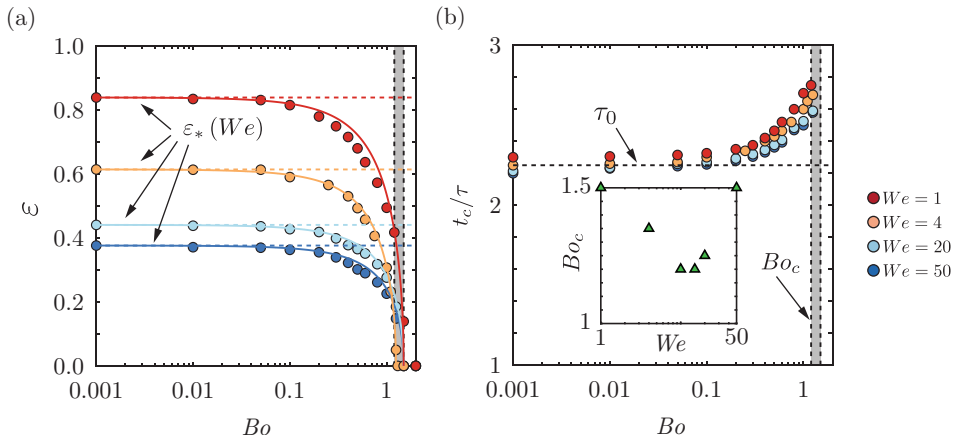 (a)
1.0
0.8
0.6
0.4
0.2
0.0
ε
ε* (We)
0.001
0.01
0.1
1
Bo
(b)
3
2
1
t_c/τ
τ_0
Bo_c
0.001
0.01
0.1
1
1.5
1
Bo_c
1
We
50
We = 1
We = 4
We = 20
We = 50